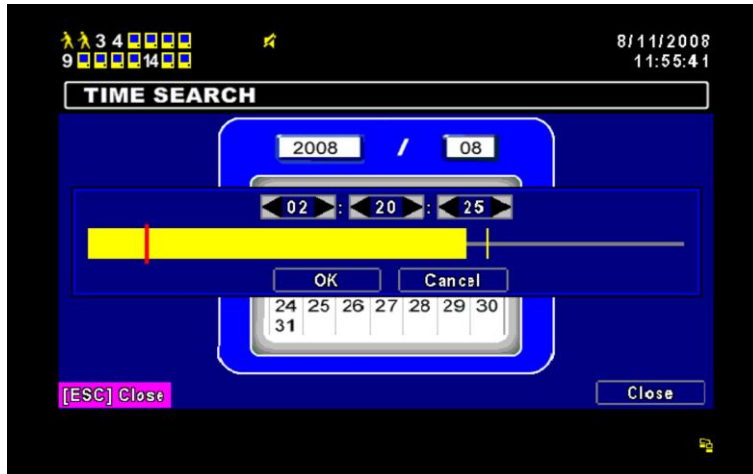 3 4
8/11/2008
9 14
11:55:41
TIME SEARCH
2008 / 08
02 : 20 : 25
OK Cancel
24 25 26 27 28 29 30
31
[ESC] Close
Close